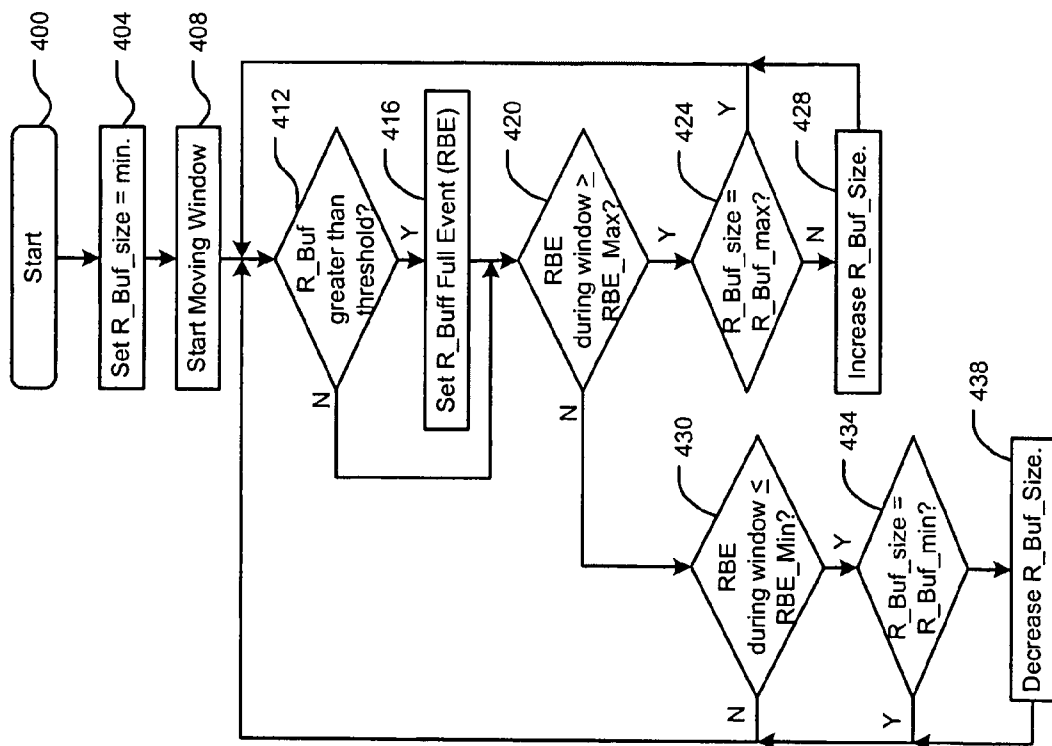 Start
400
Set R_Buf_size = min.
404
Start Moving Window
408
R_Buf
greater than
threshold?
412
N
Y
Set R_Buff Full Event (RBE)
416
RBE
during window ≥
RBE_Max?
420
N
Y
R_Buf_size =
R_Buf_max?
424
Y
N
Increase R_Buf_Size.
428
RBE
during window ≤
RBE_Min?
430
N
Y
R_Buf_size =
R_Buf_min?
434
Y
Decrease R_Buf_Size.
438